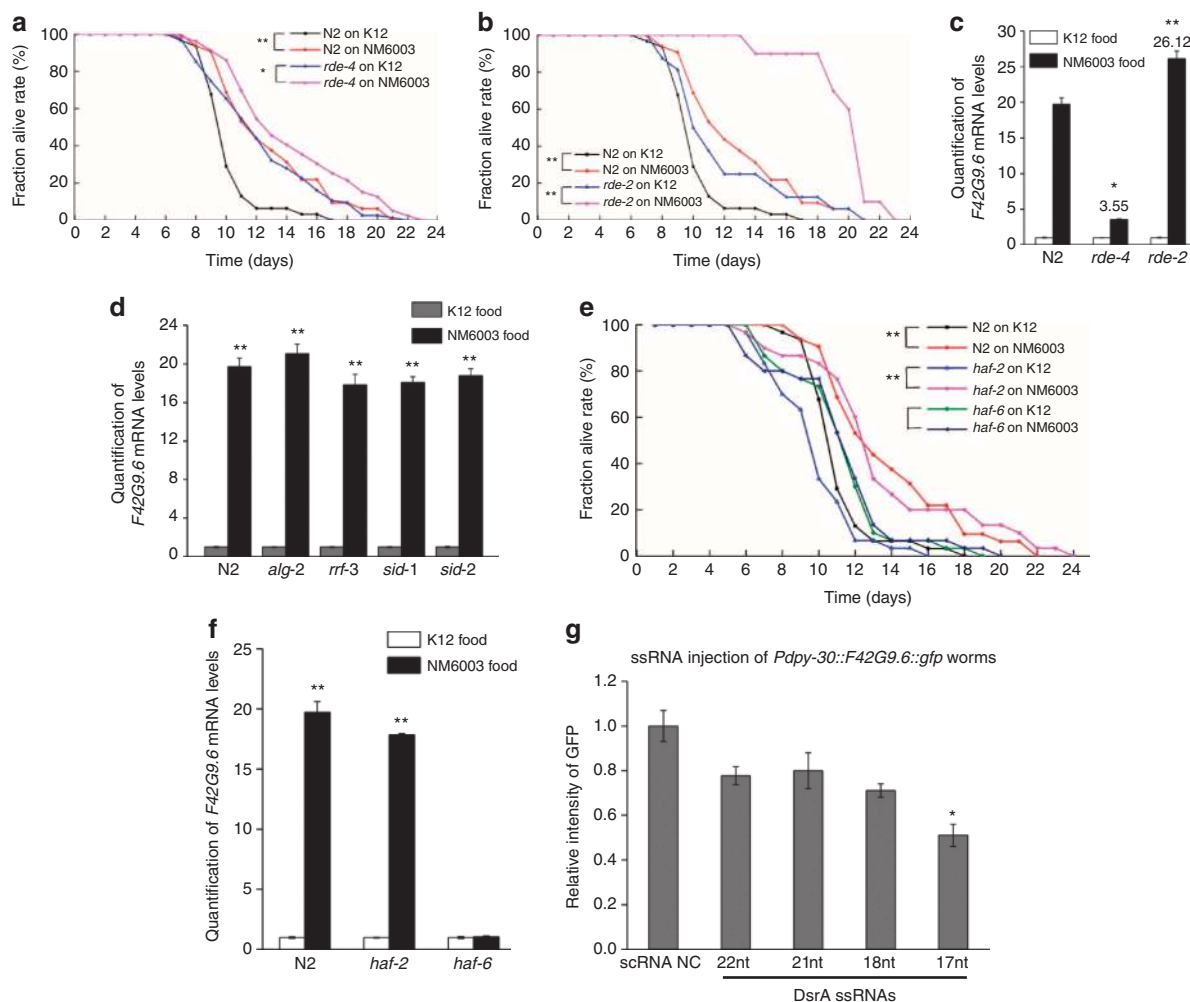 a
Fraction alive rate (%)
100
80
60
40
20
0
0 2 4 6 8 10 12 14 16 18 20 22 24
Time (days)
** N2 on K12
N2 on NM6003
* rde-4 on K12
rde-4 on NM6003
b
Fraction alive rate (%)
100
80
60
40
20
0
0 2 4 6 8 10 12 14 16 18 20 22 24
Time (days)
** N2 on K12
N2 on NM6003
** rde-2 on K12
rde-2 on NM6003
c
K12 food
NM6003 food
Quantification of
F42G9.6 mRNA levels
30
25
20
15
10
5
0
*
3.55
**
26.12
N2 rde-4 rde-2
d
K12 food
NM6003 food
Quantification of
F42G9.6 mRNA levels
24
20
16
12
8
4
0
** ** ** ** **
N2 alg-2 rrf-3 sid-1 sid-2
e
Fraction alive rate (%)
100
80
60
40
20
0
0 2 4 6 8 10 12 14 16 18 20 22 24
Time (days)
** N2 on K12
N2 on NM6003
** haf-2 on K12
haf-2 on NM6003
haf-6 on K12
haf-6 on NM6003
f
K12 food
NM6003 food
Quantification of F42G9.6 mRNA levels
25
20
15
10
5
0
** **
N2 haf-2 haf-6
g
ssRNA injection of Pdpy-30::F42G9.6::gfp worms
Relative intensity of GFP
1.2
1.0
0.8
0.6
0.4
0.2
0.0
*
scRNA NC 22nt 21nt 18nt 17nt
DsrA ssRNAs